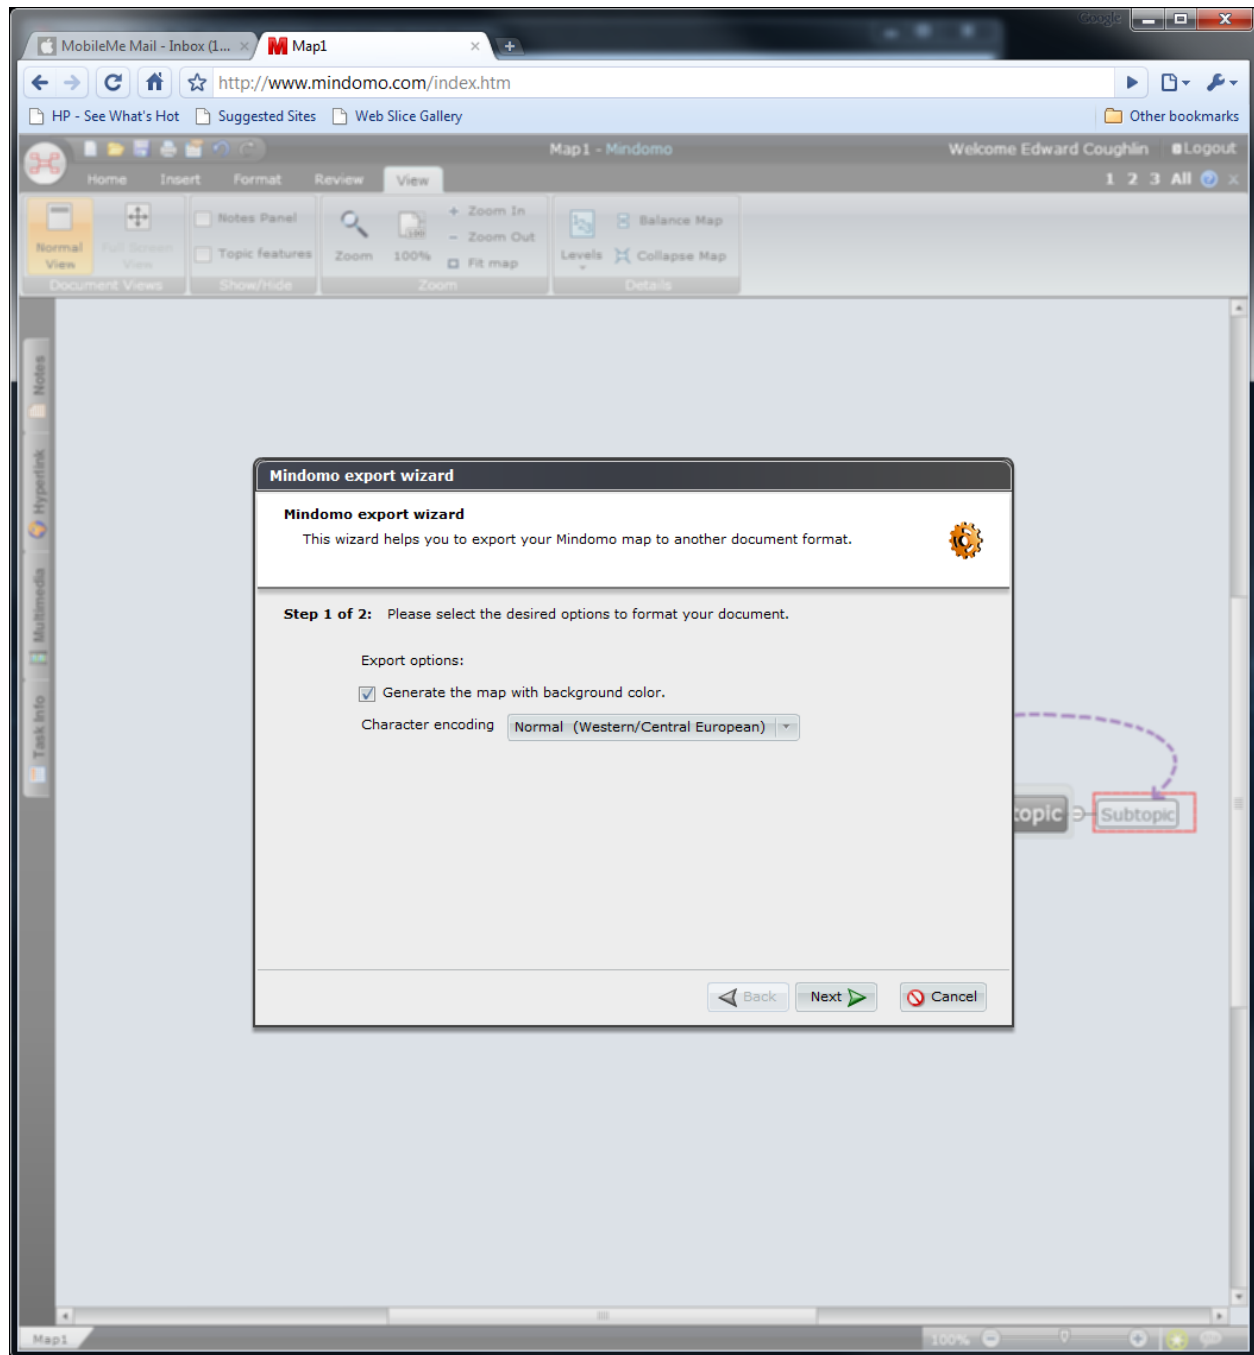 Google
MobileMe Mail - Inbox (1...
Map1
http://www.mindomo.com/index.htm
HP - See What's Hot Suggested Sites Web Slice Gallery Other bookmarks
Map1 - Mindomo Welcome Edward Coughlin Logout
Home Insert Format Review View 1 2 3 All
Normal View
Full Screen View
Notes Panel
Topic features
Zoom
100%
+ Zoom In
- Zoom Out
Fit map
Levels
Balance Map
Collapse Map
Document Views Show/Hide Zoom Details
Notes
Hyperlink
Multimedia
Task Info
Mindomo export wizard
Mindomo export wizard
This wizard helps you to export your Mindomo map to another document format.
Step 1 of 2: Please select the desired options to format your document.
Export options:
Generate the map with background color.
Character encoding Normal (Western/Central European)
topic Subtopic
Back Next Cancel
Map1 100%